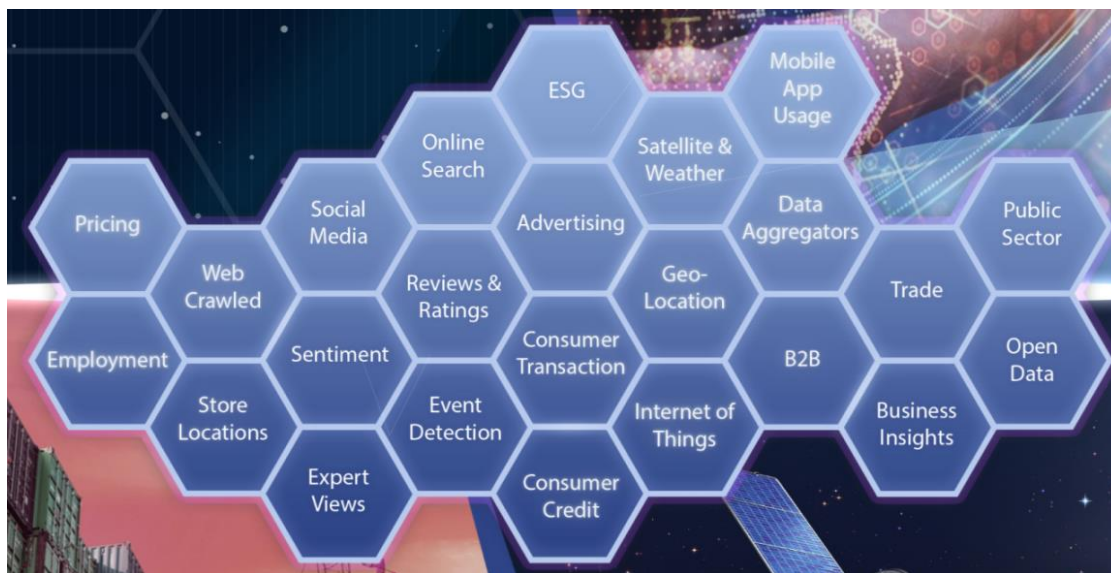 ESG
Mobile
App
Usage
Online
Search
Satellite &
Weather
Pricing
Social
Media
Advertising
Data
Aggregators
Public
Sector
Web
Crawled
Reviews &
Ratings
Geo-
Location
Trade
Employment
Sentiment
Consumer
Transaction
B2B
Open
Data
Store
Locations
Event
Detection
Internet of
Things
Business
Insights
Expert
Views
Consumer
Credit